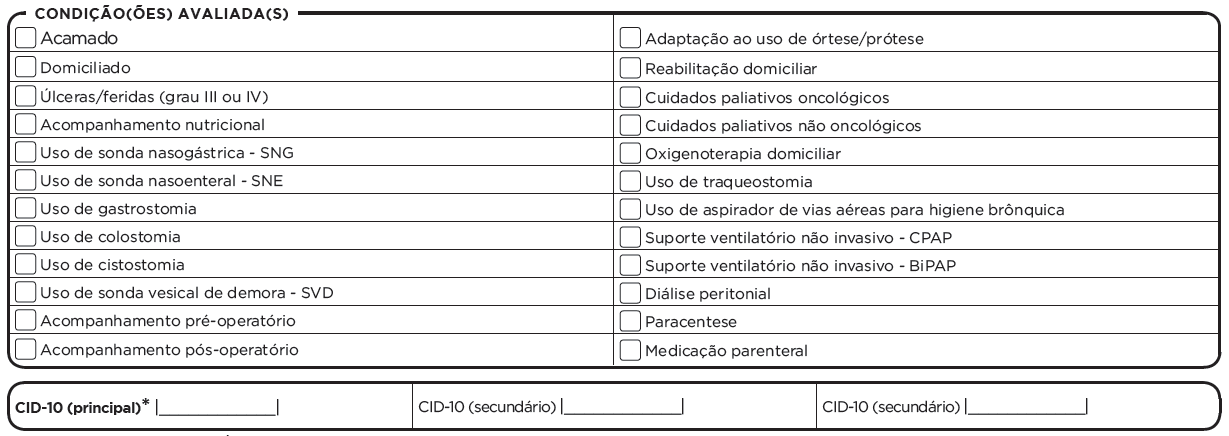 CONDIÇÃO(ÕES) AVALIADA(S)
Acamado
Domiciliado
Úlceras/feridas (grau III ou IV)
Acompanhamento nutricional
Uso de sonda nasogástrica - SNG
Uso de sonda nasoenteral - SNE
Uso de gastrostomia
Uso de colostomia
Uso de cistostomia
Uso de sonda vesical de demora - SVD
Acompanhamento pré-operatório
Acompanhamento pós-operatório
Adaptação ao uso de órtese/prótese
Reabilitação domiciliar
Cuidados paliativos oncológicos
Cuidados paliativos não oncológicos
Oxigenoterapia domiciliar
Uso de traqueostomia
Uso de aspirador de vias aéreas para higiene brônquica
Suporte ventilatório não invasivo - CPAP
Suporte ventilatório não invasivo - BiPAP
Diálise peritonial
Paracentese
Medicação parenteral
CID-10 (principal)*
CID-10 (secundário)
CID-10 (secundário)